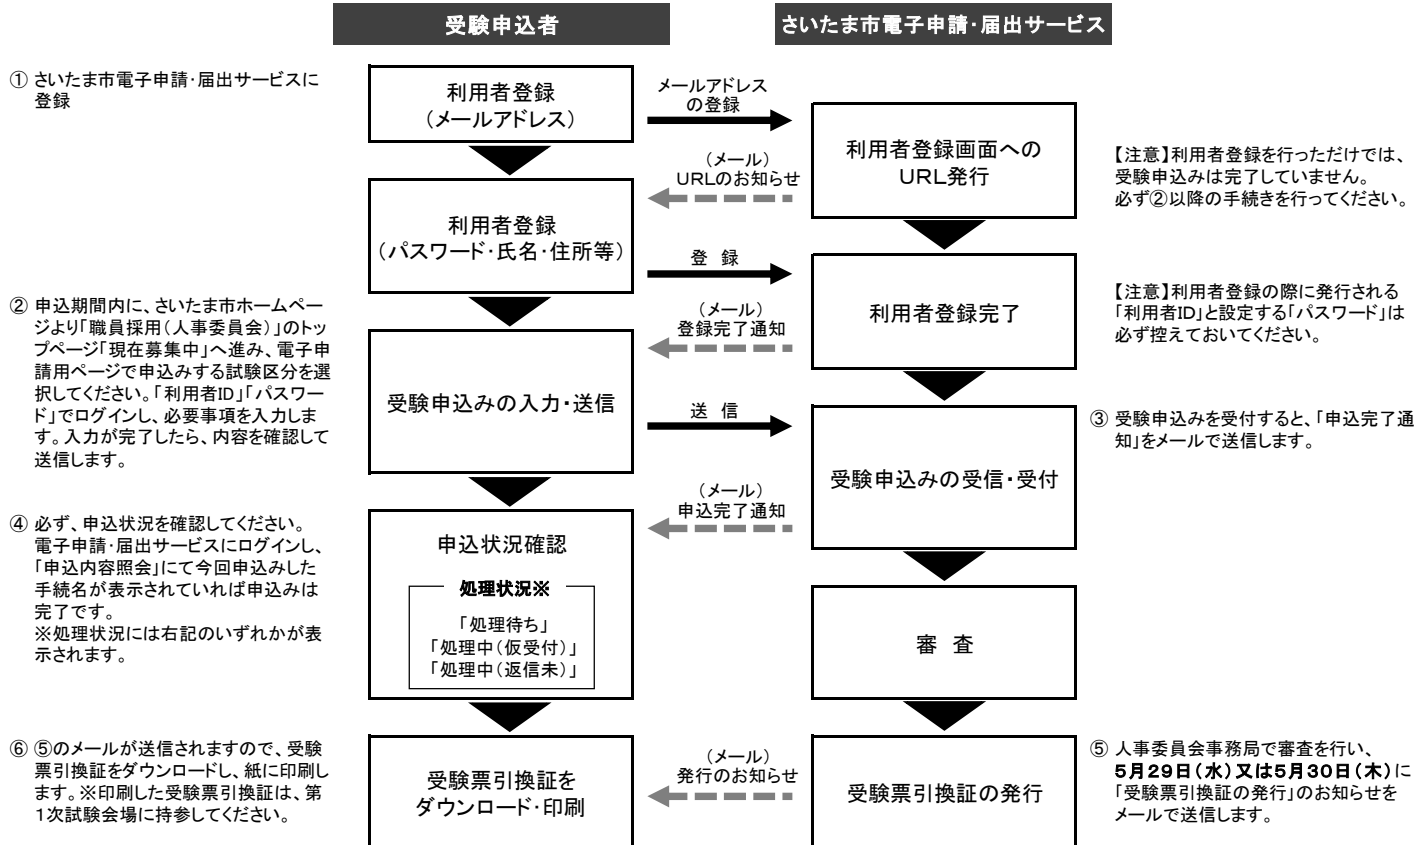 受験申込者
さいたま市電子申請･届出サービス
① さいたま市電子申請･届出サービスに
登録
利用者登録
（メールアドレス）
メールアドレス
の登録
利用者登録画面への
ＵＲＬ発行
（メール）
ＵＲＬのお知らせ
【注意】利用者登録を行っただけでは、
受験申込みは完了していません。
必ず②以降の手続きを行ってください。
利用者登録
（パスワード･氏名･住所等）
登　録
② 申込期間内に、さいたま市ホームペー
ジより「職員採用（人事委員会）」のトッ
プページ「現在募集中」へ進み、電子申
請用ページで申込みする試験区分を選
択してください。「利用者ID」「パスワー
ド」でログインし、必要事項を入力しま
す。入力が完了したら、内容を確認して
送信します。
利用者登録完了
（メール）
登録完了通知
【注意】利用者登録の際に発行される
「利用者ID」と設定する「パスワード」は
必ず控えておいてください。
受験申込みの入力・送信
送　信
受験申込みの受信・受付
③ 受験申込みを受付すると、「申込完了通
知」をメールで送信します。
（メール）
申込完了通知
④ 必ず、申込状況を確認してください。
電子申請･届出サービスにログインし、
「申込内容照会」にて今回申込みした
手続名が表示されていれば申込みは
完了です。
※処理状況には右記のいずれかが表
示されます。
申込状況確認
処理状況※
「処理待ち」
「処理中（仮受付）」
「処理中（返信未）」
審　査
⑥ ⑤のメールが送信されますので、受験
票引換証をダウンロードし、紙に印刷し
ます。※印刷した受験票引換証は、第
１次試験会場に持参してください。
受験票引換証を
ダウンロード･印刷
（メール）
発行のお知らせ
受験票引換証の発行
⑤ 人事委員会事務局で審査を行い、
５月２９日（水）又は５月３０日（木）に
「受験票引換証の発行」のお知らせを
メールで送信します。